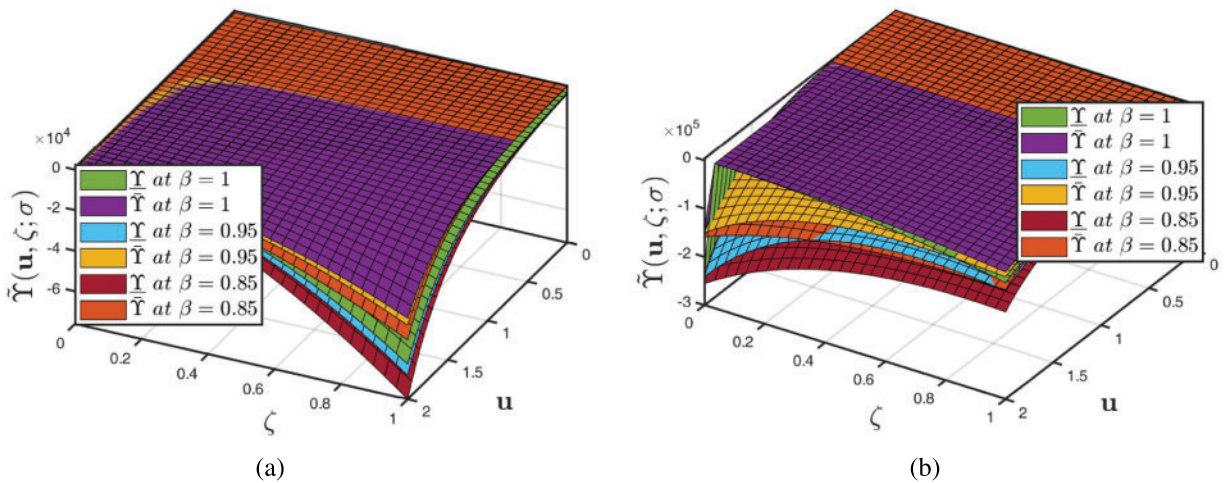 ×10⁴
0
-2
-4
-6
Υ̃(u, ζ; σ)
Υ̲ at β = 1
Ῡ at β = 1
Υ̲ at β = 0.95
Ῡ at β = 0.95
Υ̲ at β = 0.85
Ῡ at β = 0.85
0
0.2
0.4
0.6
0.8
1
ζ
0
0.5
1
1.5
2
u
(a)
×10⁵
0
-1
-2
-3
Υ̃(u, ζ; σ)
Υ̲ at β = 1
Ῡ at β = 1
Υ̲ at β = 0.95
Ῡ at β = 0.95
Υ̲ at β = 0.85
Ῡ at β = 0.85
0
0.2
0.4
0.6
0.8
1
ζ
0
0.5
1
1.5
2
u
(b)